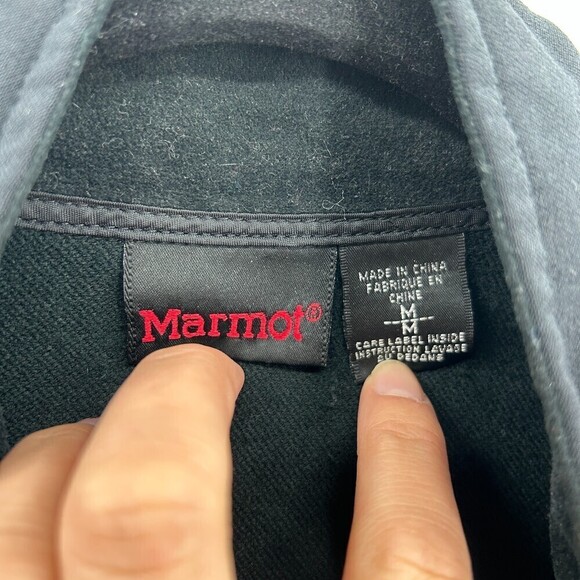 Marmot®
MADE IN CHINA
FABRIQUE EN
CHINE
M
M
CARE LABEL INSIDE
INSTRUCTION LAVAGE
AU DEDANS